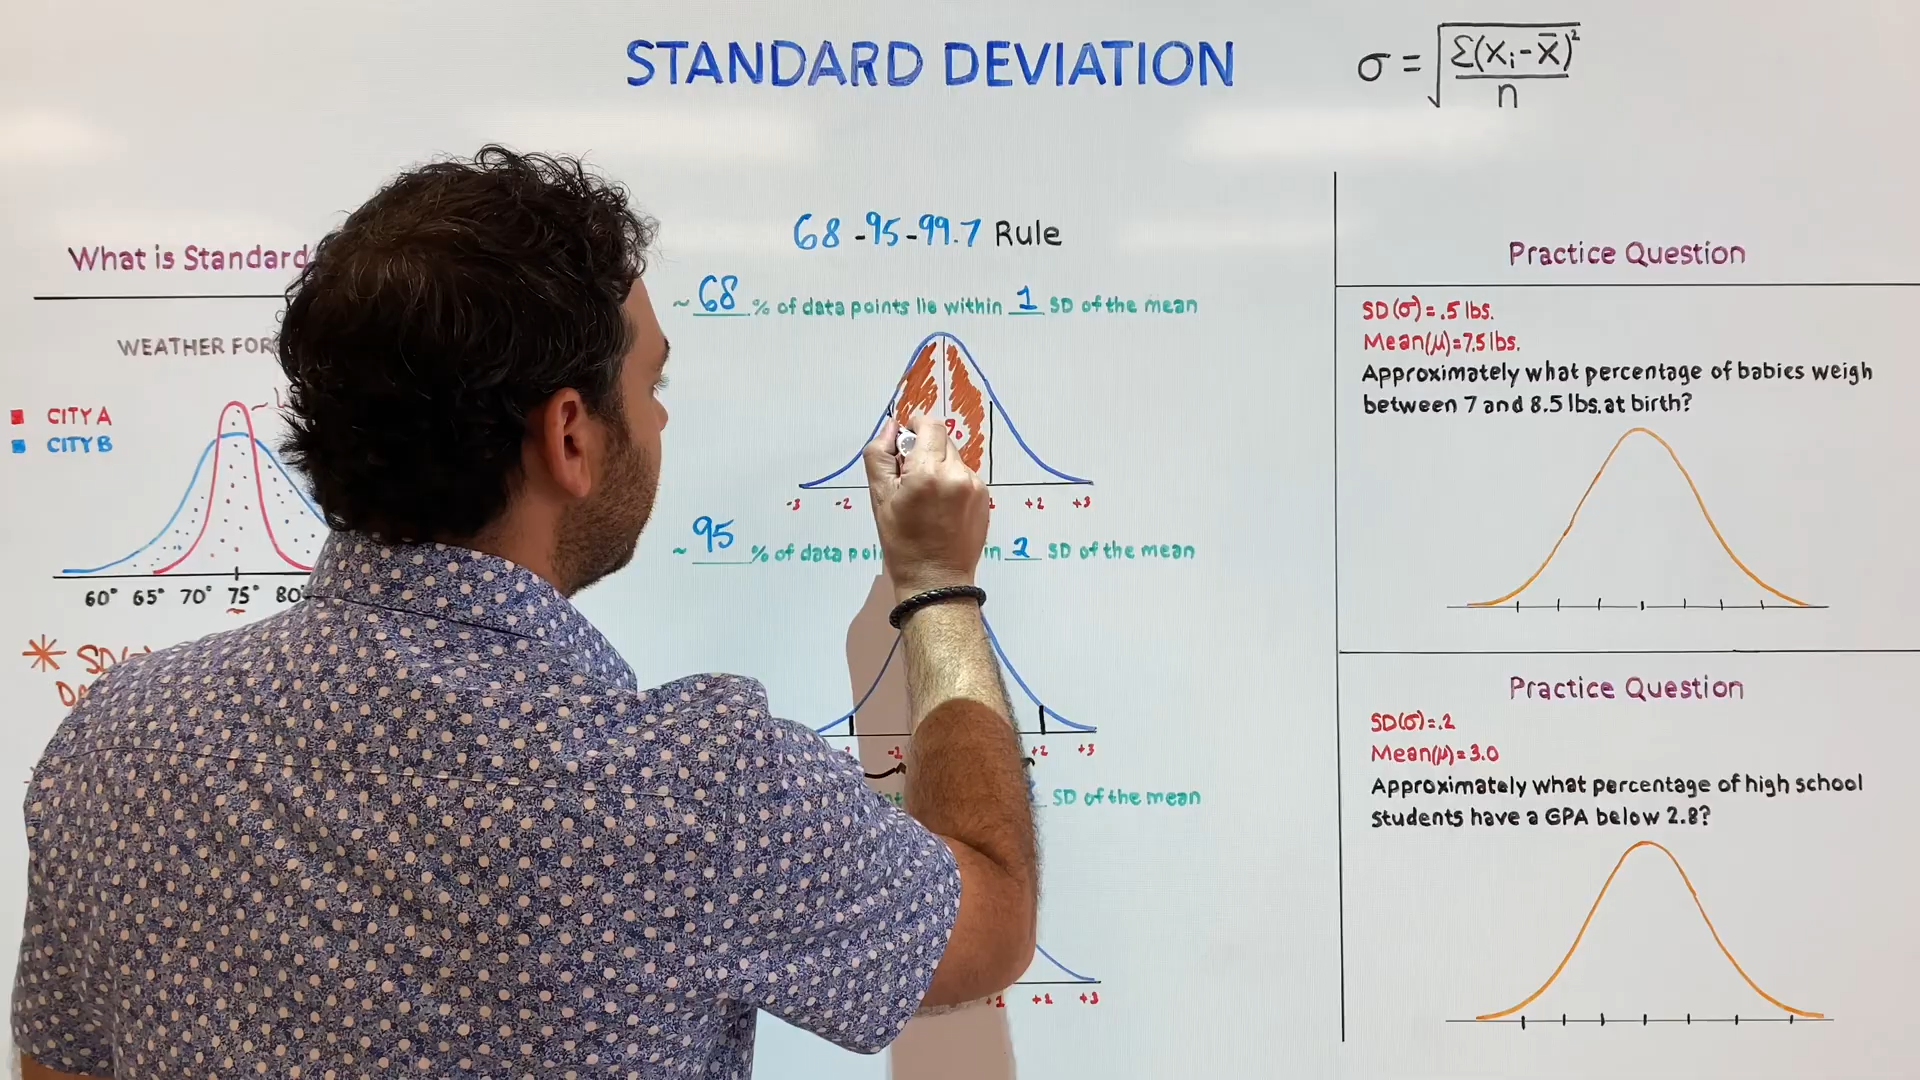 STANDARD DEVIATION
σ = √Σ(xᵢ-x̄)²/n
What is Standard
WEATHER FOR
CITY A
CITY B
60° 65° 70° 75° 80°
68-95-99.7 Rule
~68% of data points lie within 1 SD of the mean
%
-3 -2 +2 +3
~95% of data in 2 SD of the mean
-1 +2 +3
SD of the mean
+3
Practice Question
SD(σ)=.5 lbs.
Mean(μ)=7.5 lbs.
Approximately what percentage of babies weigh
between 7 and 8.5 lbs. at birth?
Practice Question
SD(σ)=.2
Mean(μ)=3.0
Approximately what percentage of high school
students have a GPA below 2.8?